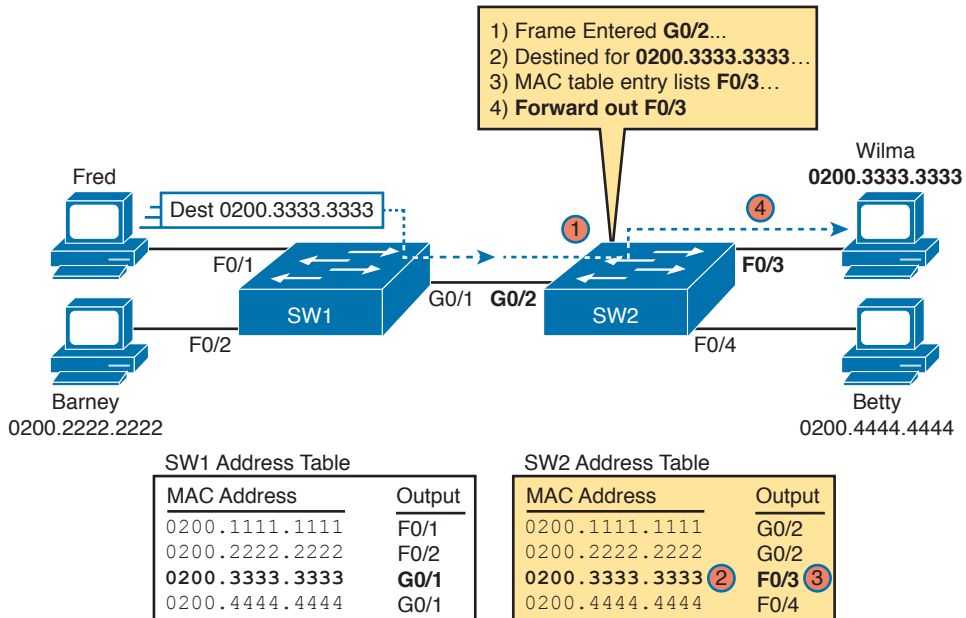 1) Frame Entered G0/2...
2) Destined for 0200.3333.3333...
3) MAC table entry lists F0/3...
4) Forward out F0/3
Fred
Wilma
0200.3333.3333
Dest 0200.3333.3333
1
4
F0/1
G0/1
G0/2
F0/3
SW1
SW2
F0/2
F0/4
Barney
0200.2222.2222
Betty
0200.4444.4444
SW1 Address Table
MAC Address Output
0200.1111.1111 F0/1
0200.2222.2222 F0/2
0200.3333.3333 G0/1
0200.4444.4444 G0/1
SW2 Address Table
MAC Address Output
0200.1111.1111 G0/2
0200.2222.2222 G0/2
0200.3333.3333 2 F0/3 3
0200.4444.4444 F0/4